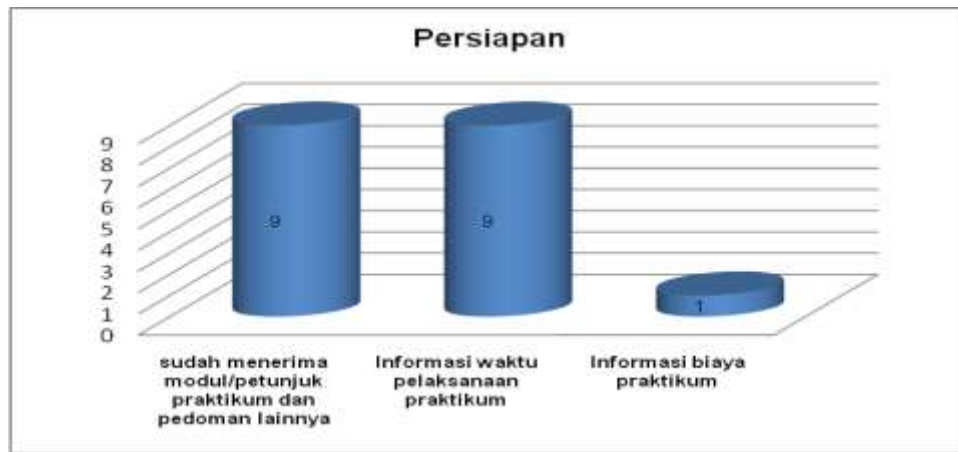 Persiapan
9
8
7
6
5
4
3
2
1
0
9
9
1
sudah menerima
modul/petunjuk
praktikum dan
pedoman lainnya
Informasi waktu
pelaksanaan
praktikum
Informasi biaya
praktikum